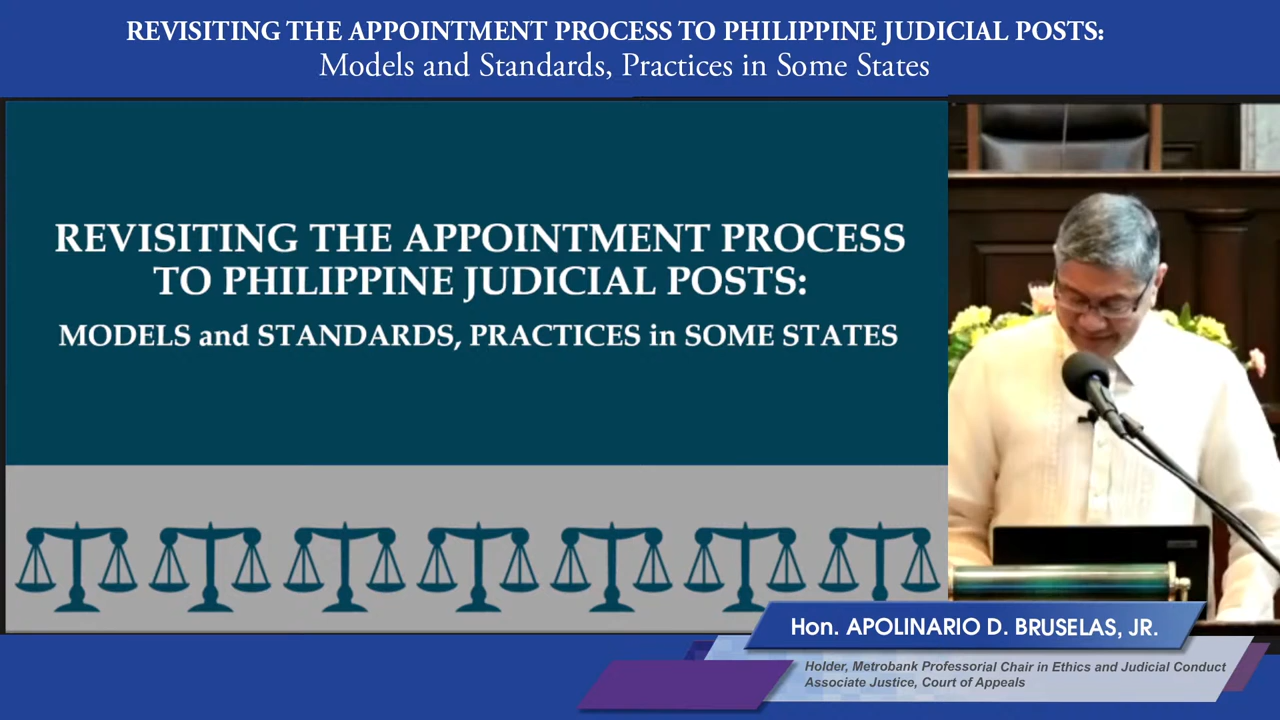 REVISITING THE APPOINTMENT PROCESS TO PHILIPPINE JUDICIAL POSTS:
Models and Standards, Practices in Some States
REVISITING THE APPOINTMENT PROCESS
TO PHILIPPINE JUDICIAL POSTS:
MODELS and STANDARDS, PRACTICES in SOME STATES
Hon. APOLINARIO D. BRUSELAS, JR.
Holder, Metrobank Professorial Chair in Ethics and Judicial Conduct
Associate Justice, Court of Appeals